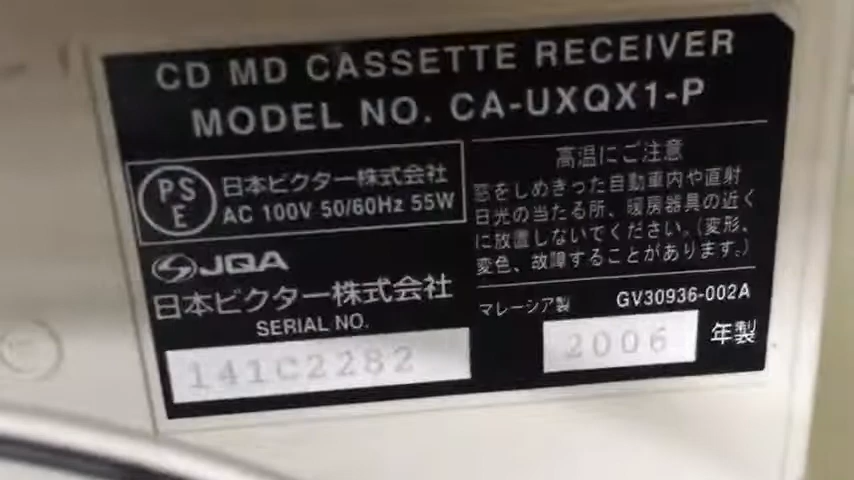 CD MD CASSETTE RECEIVER
MODEL NO. CA-UXQX1-P
PS
E
日本ビクター株式会社
AC 100V 50/60Hz 55W
JQA
日本ビクター株式会社
SERIAL NO.
141C2282
高温にご注意
窓をしめきった自動車内や直射
日光の当たる所、暖房器具の近く
に放置しないでください。(変形、
変色、故障することがあります。)
マレーシア製
GV30936-002A
2006 年製